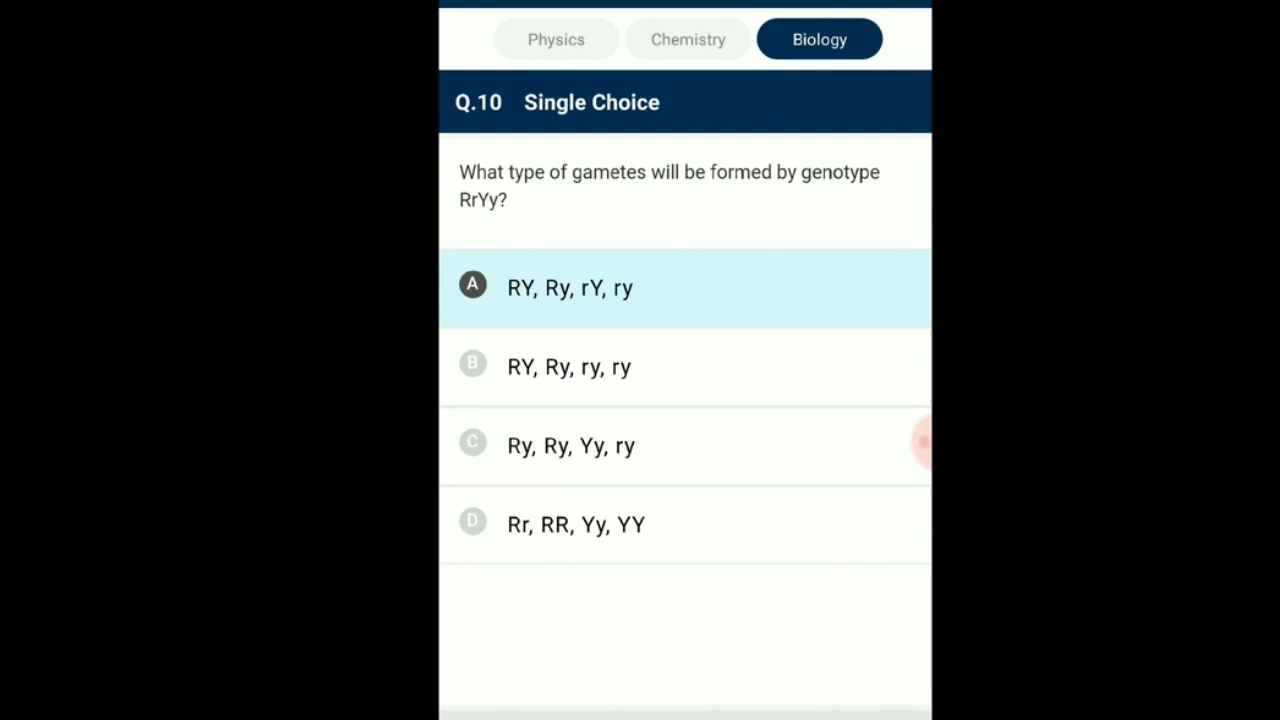 Physics Chemistry Biology
Q.10 Single Choice
What type of gametes will be formed by genotype
RrYy?
A RY, Ry, rY, ry
B RY, Ry, ry, ry
C Ry, Ry, Yy, ry
D Rr, RR, Yy, YY